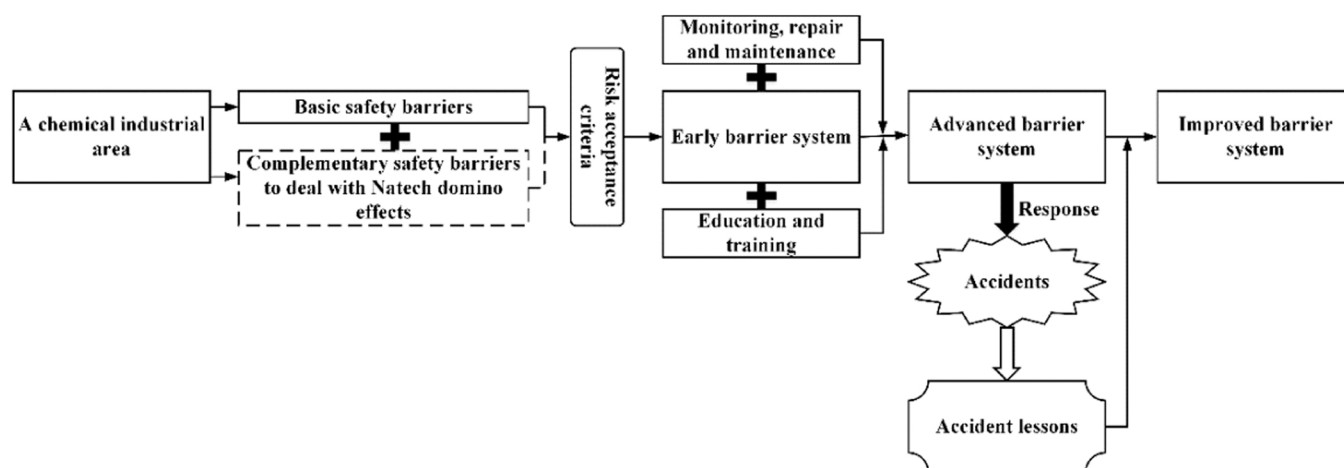 A chemical industrial
area
Basic safety barriers
Complementary safety barriers
to deal with Natech domino
effects
Risk acceptance
criteria
Monitoring, repair
and maintenance
Early barrier system
Education and
training
Advanced barrier
system
Response
Accidents
Accident lessons
Improved barrier
system